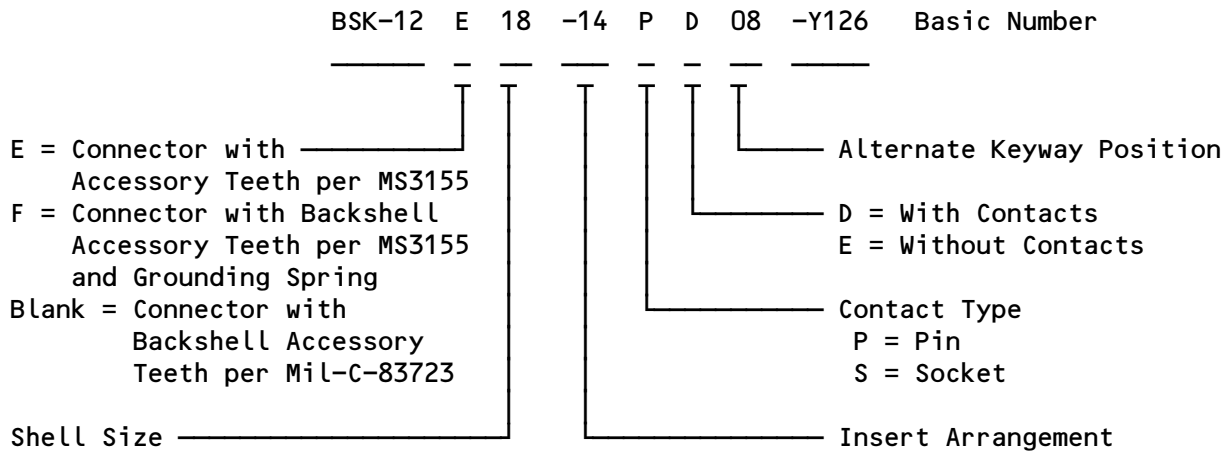 BSK-12 E 18 -14 P D 08 -Y126 Basic Number
E = Connector with
Accessory Teeth per MS3155
F = Connector with Backshell
Accessory Teeth per MS3155
and Grounding Spring
Blank = Connector with
Backshell Accessory
Teeth per Mil-C-83723
Shell Size
Alternate Keyway Position
D = With Contacts
E = Without Contacts
Contact Type
P = Pin
S = Socket
Insert Arrangement